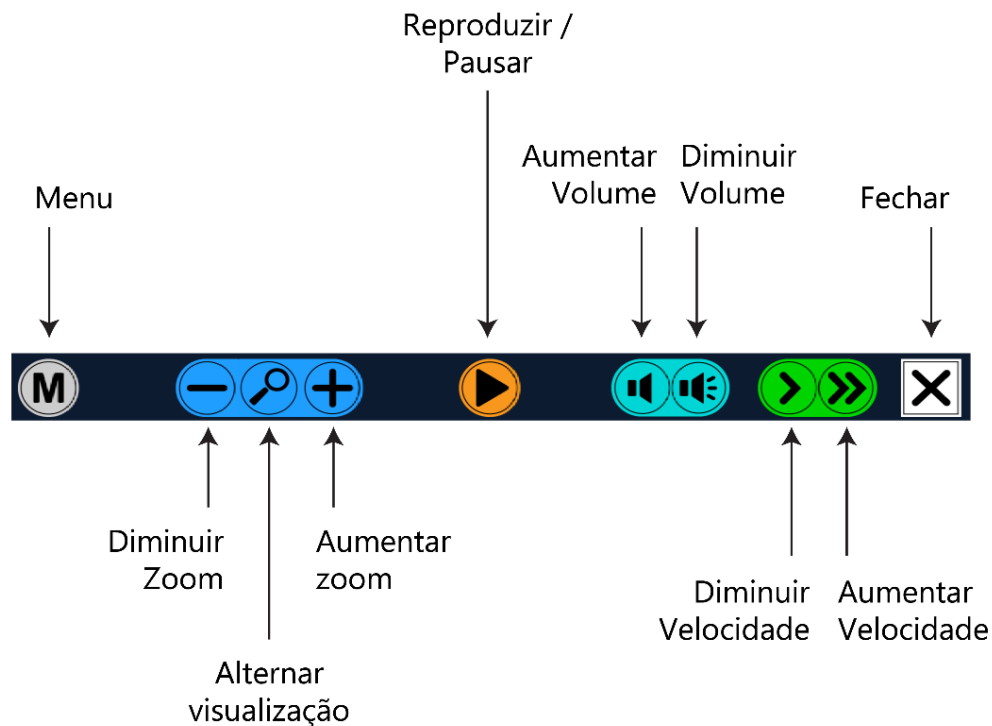 Reproduzir /
Pausar
Aumentar
Volume
Diminuir
Volume
Menu
Fechar
M
Diminuir
Zoom
Aumentar
zoom
Diminuir
Velocidade
Aumentar
Velocidade
Alternar
visualização